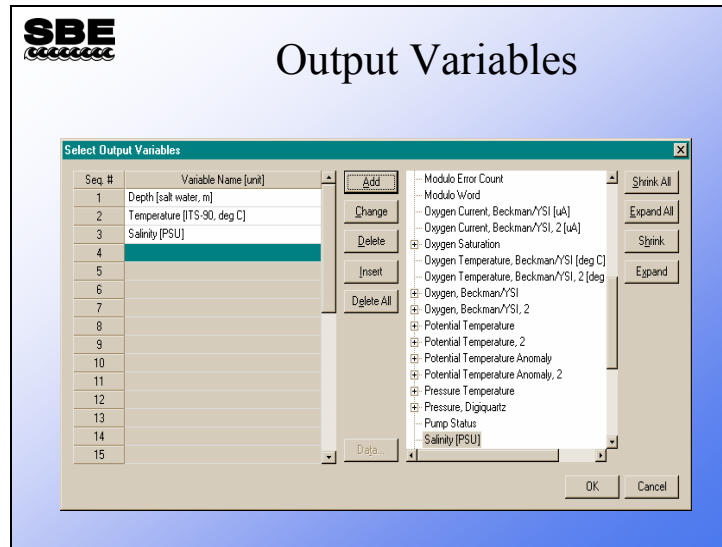 SBE
Output Variables
Select Output Variables
Seq. # Variable Name [unit]
1 Depth [salt water, m]
2 Temperature [ITS-90, deg C]
3 Salinity [PSU]
4
5
6
7
8
9
10
11
12
13
14
15
Add
Change
Delete
Insert
Delete All
Data...
Modulo Error Count
Modulo Word
Oxygen Current, Beckman/YSI [uA]
Oxygen Current, Beckman/YSI, 2 [uA]
Oxygen Saturation
Oxygen Temperature, Beckman/YSI [deg C]
Oxygen Temperature, Beckman/YSI, 2 [deg
Oxygen, Beckman/YSI
Oxygen, Beckman/YSI, 2
Potential Temperature
Potential Temperature, 2
Potential Temperature Anomaly
Potential Temperature Anomaly, 2
Pressure Temperature
Pressure, Digiquartz
Pump Status
Salinity [PSU]
Shrink All
Expand All
Shrink
Expand
OK
Cancel